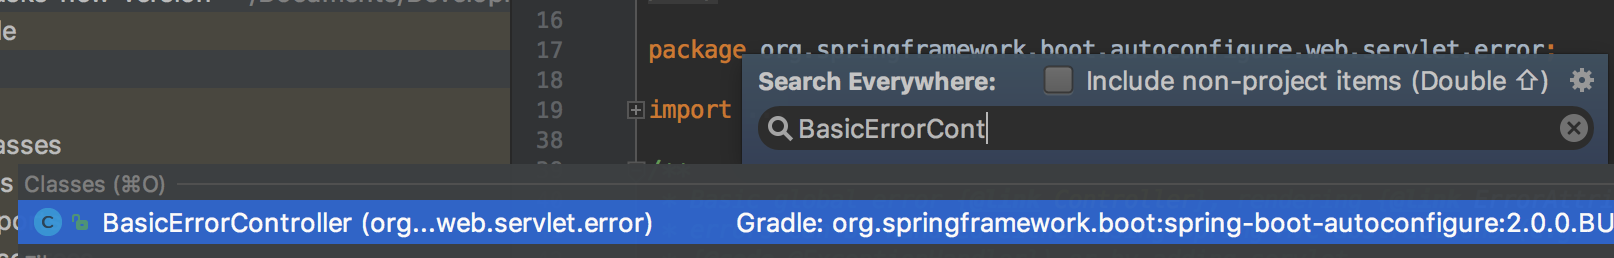 le
asses
s
16
17
18
19
38
package org.springframework.boot.autoconfigure.web.servlet.error;
import
/**
Search Everywhere:
Include non-project items (Double ⇧)
BasicErrorCont
Classes (⌘O)
C BasicErrorController (org...web.servlet.error) Gradle: org.springframework.boot:spring-boot-autoconfigure:2.0.0.BU